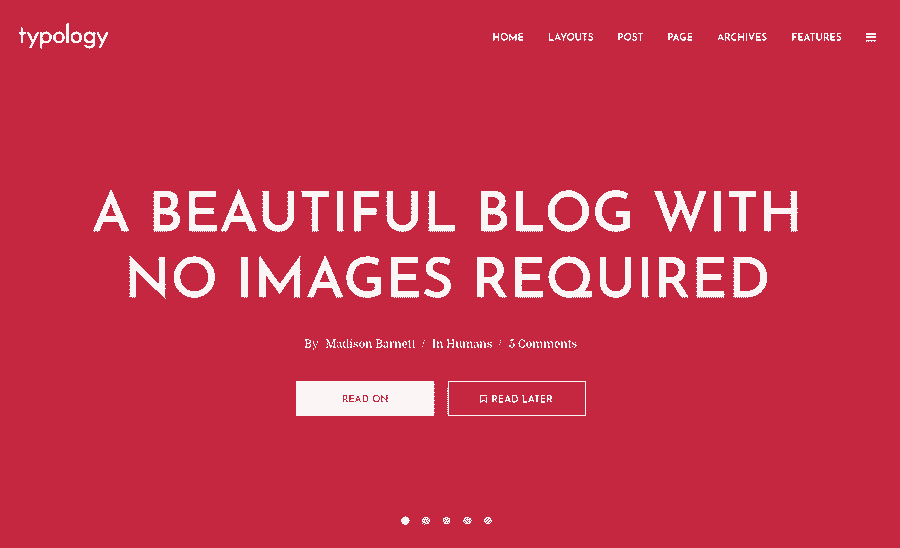 typology
HOME LAYOUTS POST PAGE ARCHIVES FEATURES
A BEAUTIFUL BLOG WITH
NO IMAGES REQUIRED
By Madison Barnett / In Humans / 5 Comments
READ ON READ LATER